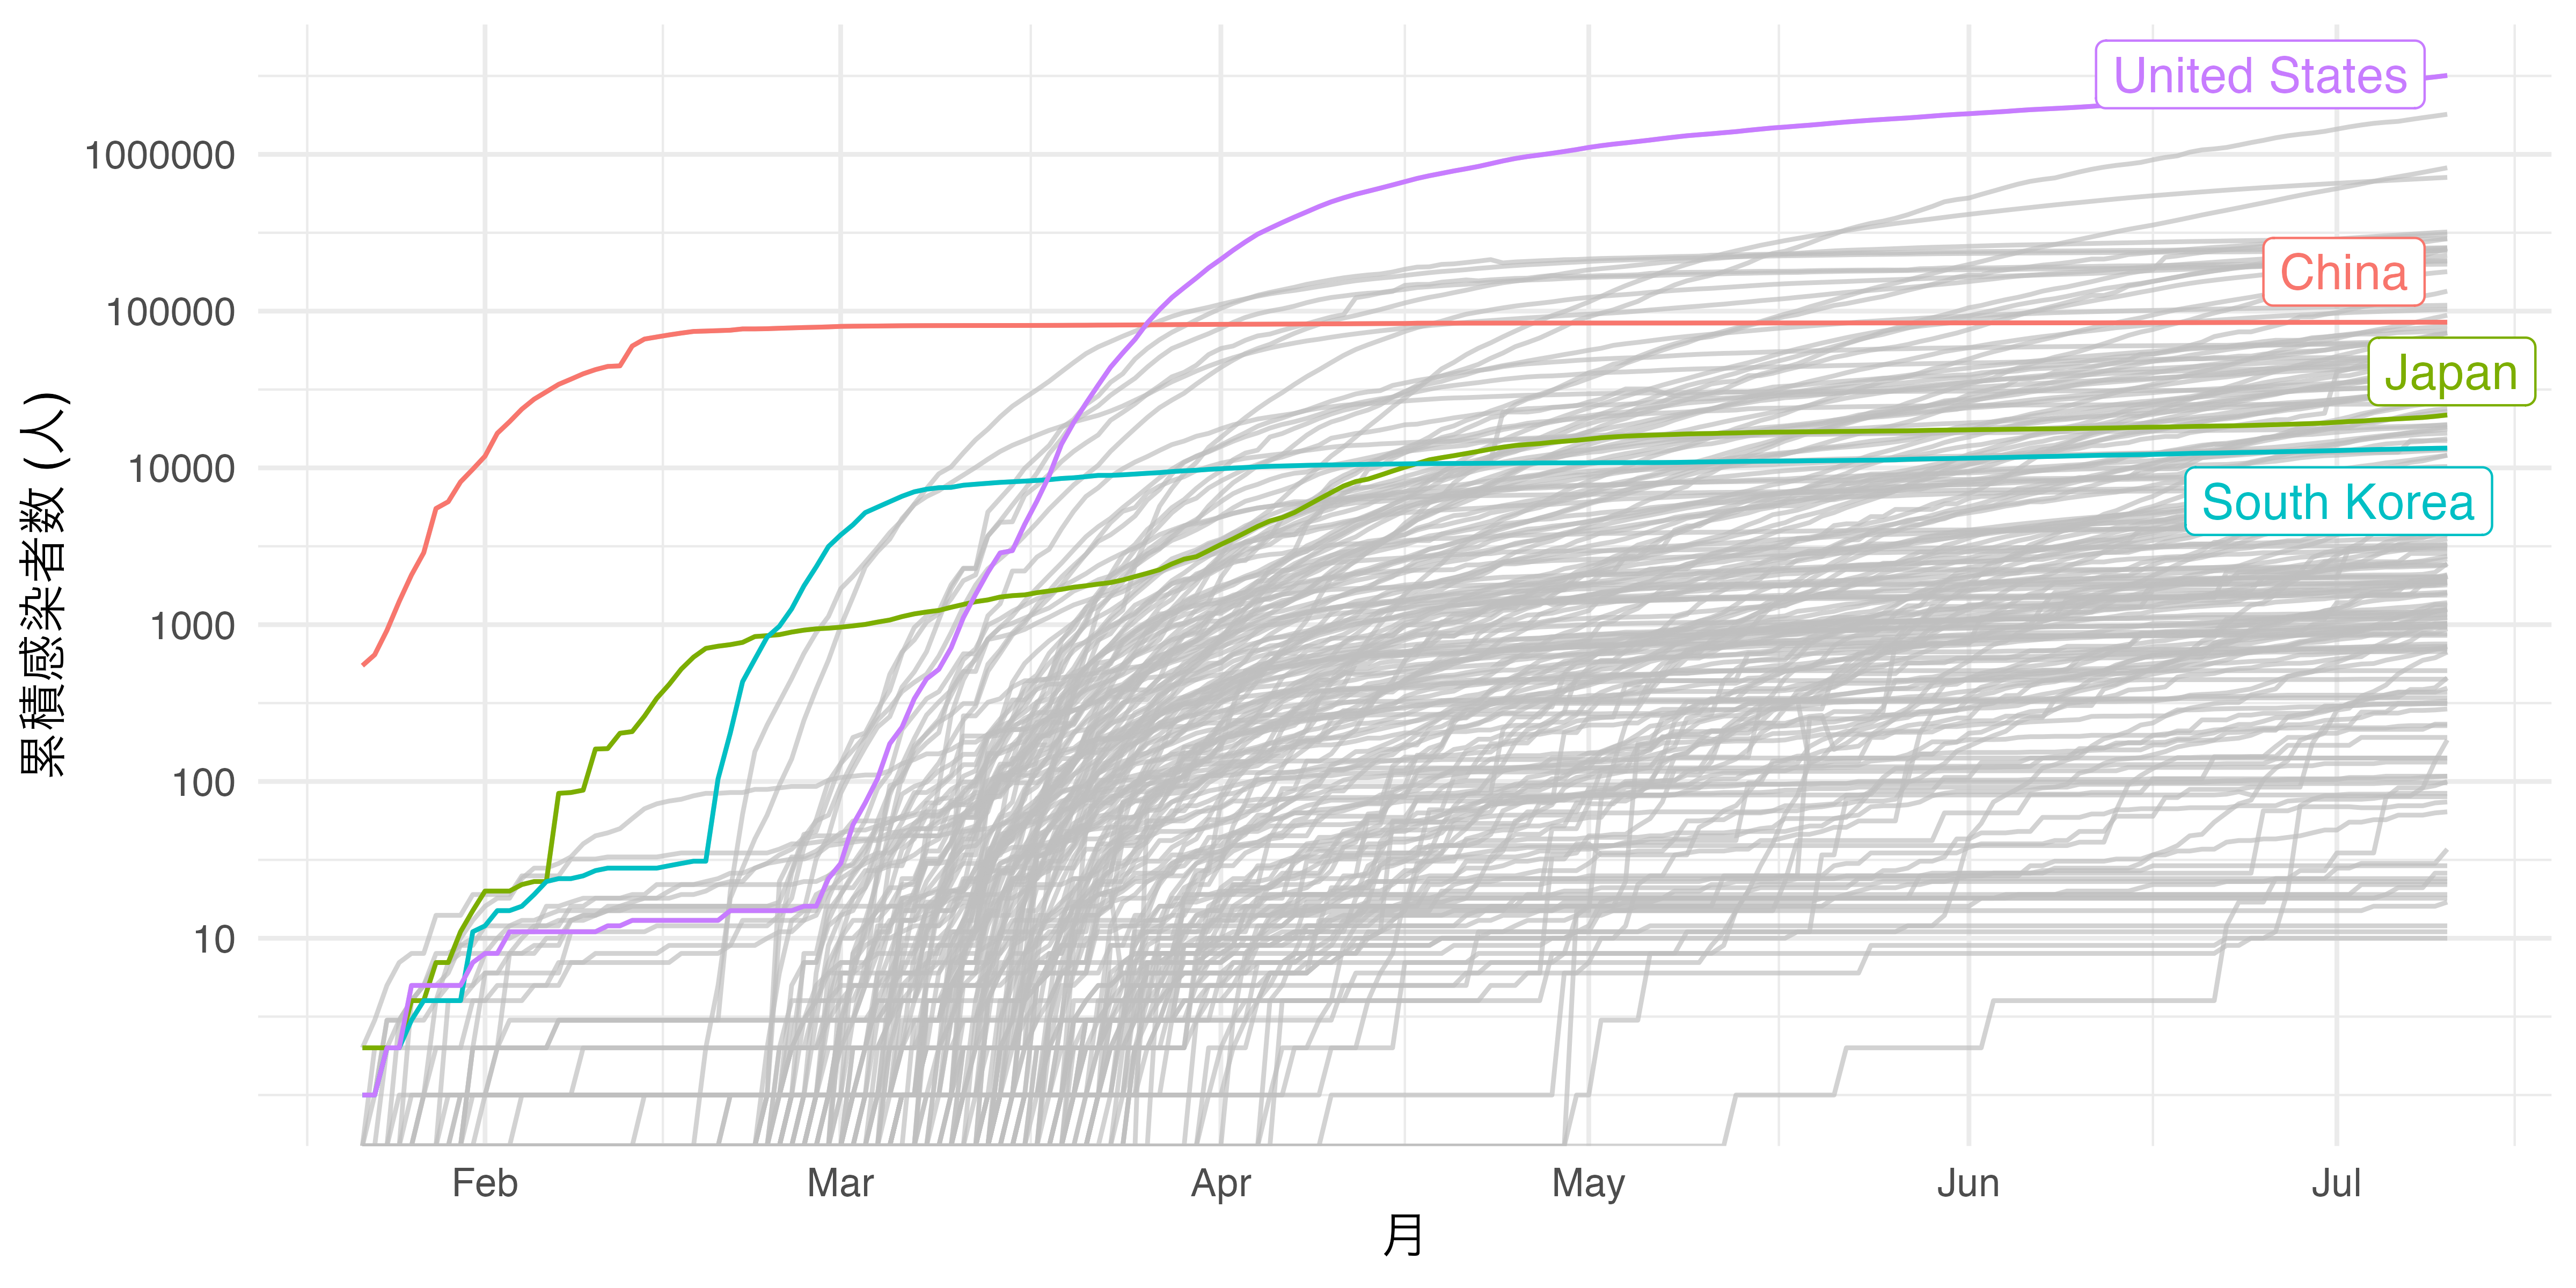 累積感染者数 (人)
1000000
100000
10000
1000
100
10
United States
China
Japan
South Korea
Feb
Mar
Apr
May
Jun
Jul
月